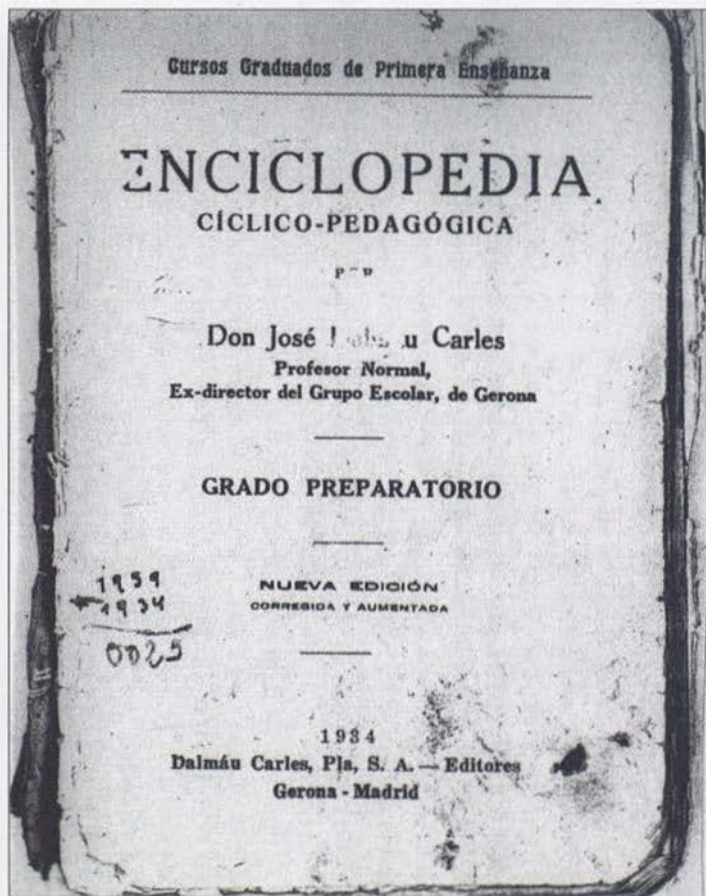 Cursos Graduados de Primera Enseñanza
ENCICLOPEDIA
CÍCLICO-PEDAGÓGICA
Don José Carles
Profesor Normal,
Ex-director del Grupo Escolar, de Gerona
GRADO PREPARATORIO
1959
1934
0025
NUEVA EDICIÓN
CORREGIDA Y AUMENTADA
1934
Dalmáu Carles, Pla, S. A. — Editores
Gerona - Madrid